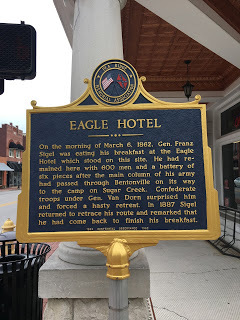 EAGLE HOTEL
On the morning of March 6, 1862, Gen. Franz
Sigel was eating his breakfast at the Eagle
Hotel which stood on this site. He had re-
mained here with 600 men and a battery of
six pieces after the main column of his army
had passed through Bentonville on its way
to the camp on Sugar Creek. Confederate
troops under Gen. Van Dorn surprised him
and forced a hasty retreat. In 1887 Sigel
returned to retrace his route and remarked that
he had come back to finish his breakfast.